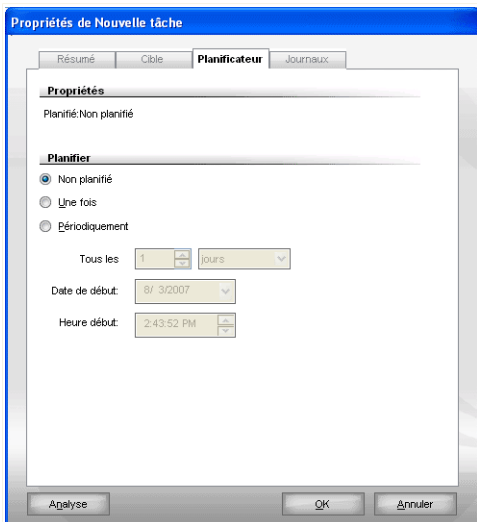 Propriétés de Nouvelle tâche
Résumé Cible Planificateur Journaux
Propriétés
Planifié:Non planifié
Planifier
Non planifié
Une fois
Périodiquement
Tous les 1 jours
Date de début: 8/ 3/2007
Heure début: 2:43:52 PM
Analyse OK Annuler